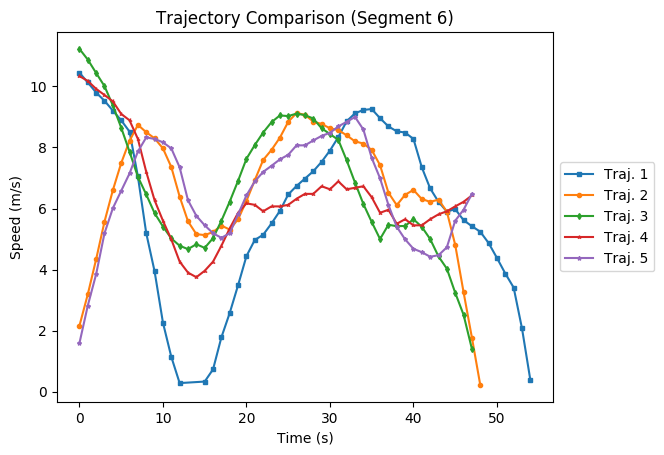 Trajectory Comparison (Segment 6)
Speed (m/s)
10
8
6
4
2
0
0
10
20
30
40
50
Time (s)
Traj. 1
Traj. 2
Traj. 3
Traj. 4
Traj. 5